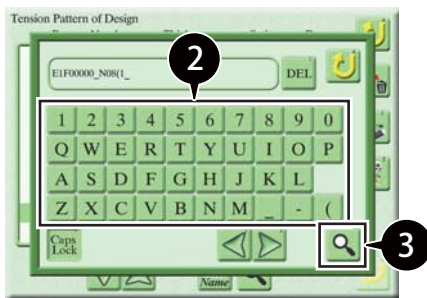 Tension Pattern of Design
2
E1F00000_N08(1_
DEL
1 2 3 4 5 6 7 8 9 0
Q W E R T Y U I O P
A S D F G H J K L
Z X C V B N M _ - (
Caps
Lock
3
Name